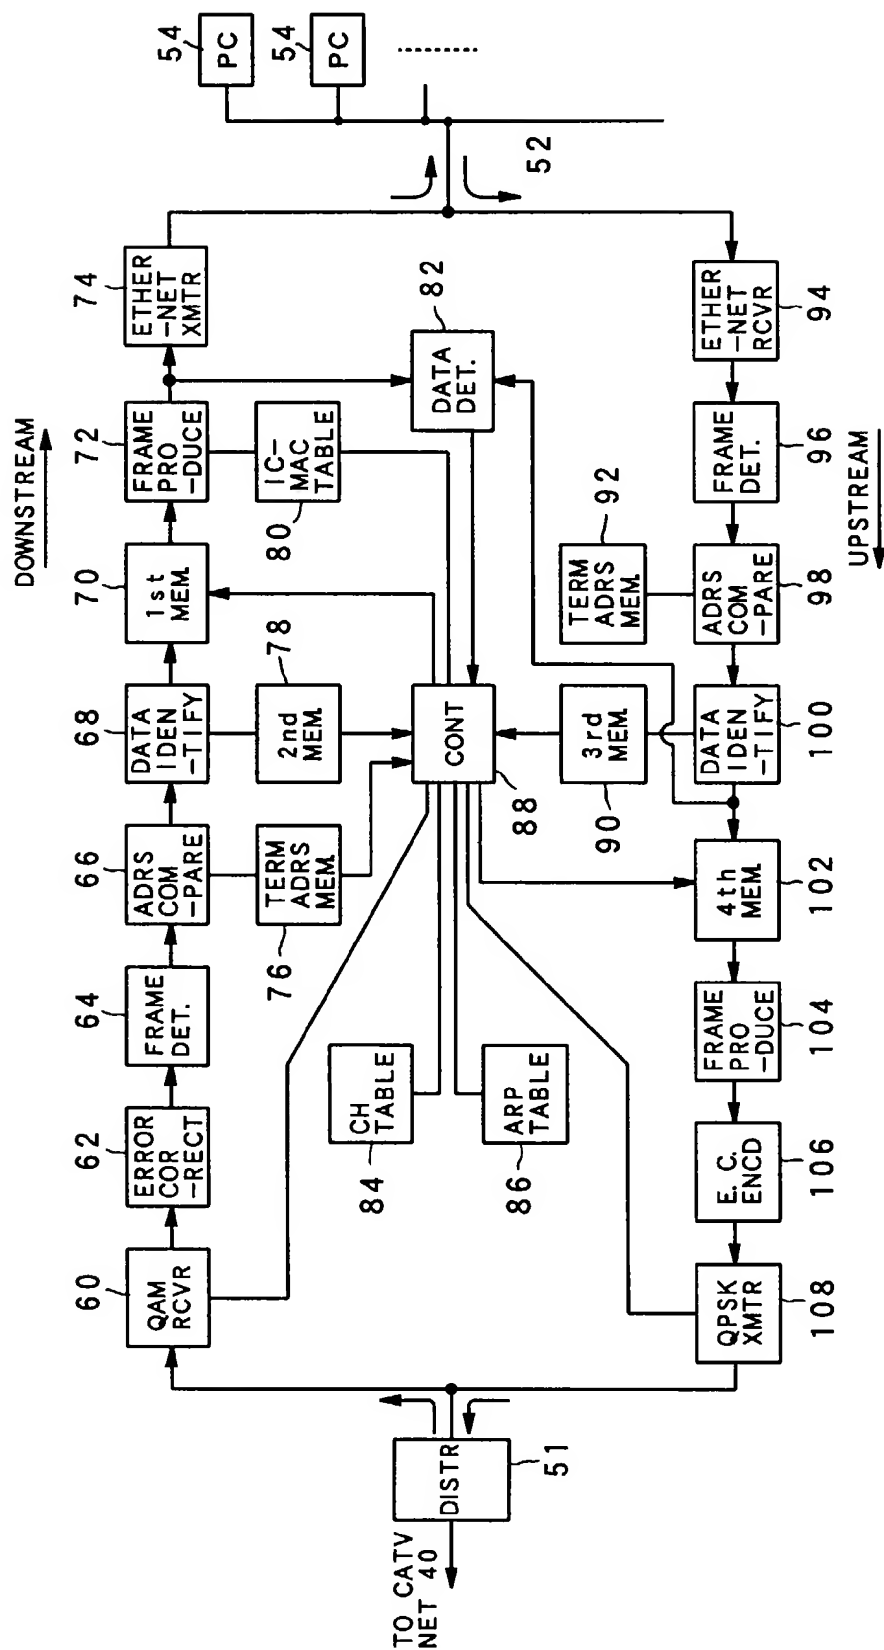 DOWNSTREAM
60
QAM
RCVR
62
ERROR
COR
-RECT
64
FRAME
DET.
66
ADRS
COM
-PARE
68
DATA
IDEN
-TIFY
70
1st
MEM.
72
FRAME
PRO
-DUCE
74
ETHER
-NET
XMTR
54
PC
54
PC
76
TERM
ADRS
MEM.
2nd
MEM.
78
80
IC-
MAC
TABLE
DATA
DET.
82
52
TO CATV
NET 40
DISTR
51
CH
TABLE
84
ARP
TABLE
86
CONT
88
3rd
MEM.
90
TERM
ADRS
MEM.
92
QPSK
XMTR
108
E. C.
ENCD
106
FRAME
PRO
-DUCE
104
4th
MEM.
102
DATA
IDEN
-TIFY
100
ADRS
COM
-PARE
98
FRAME
DET.
96
ETHER
-NET
RCVR
94
UPSTREAM